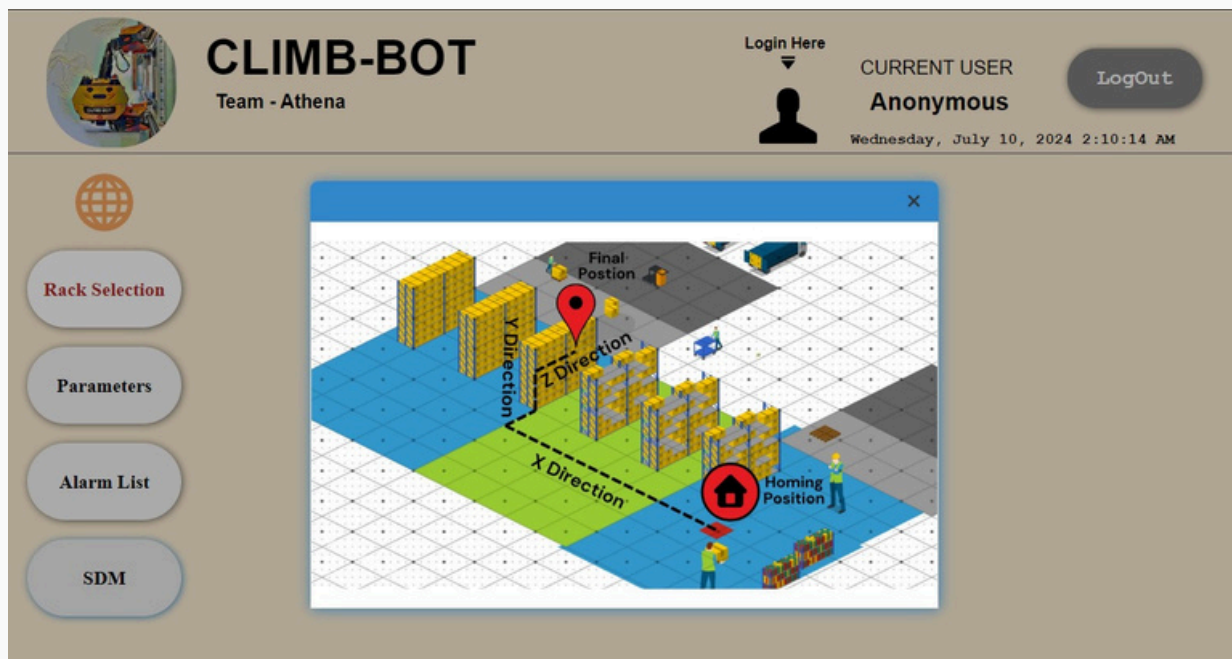 CLIMB-BOT
Team - Athena
Login Here
CURRENT USER
Anonymous
LogOut
Wednesday, July 10, 2024 2:10:14 AM
Rack Selection
Parameters
Alarm List
SDM
×
Final
Postion
Y Direction
Z Direction
X Direction
Homing
Position